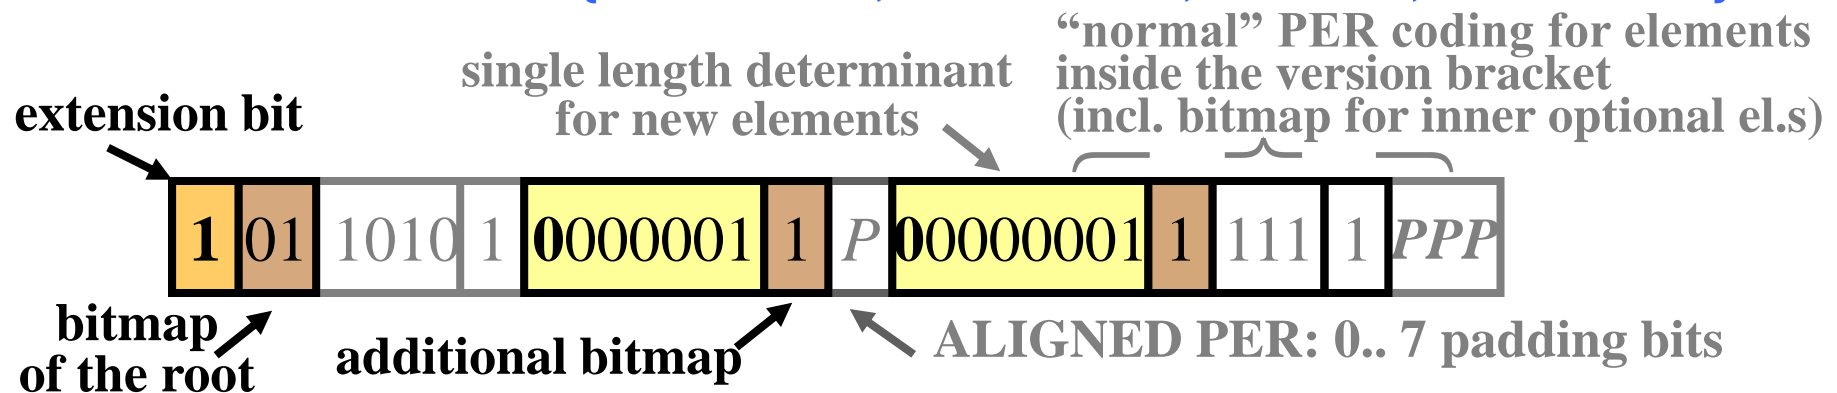 “normal” PER coding for elements
inside the version bracket
(incl. bitmap for inner optional el.s)
single length determinant
for new elements
extension bit
1 01 1010 1 0000001 1 P 00000001 1 111 1 PPP
bitmap
of the root
additional bitmap
ALIGNED PER: 0.. 7 padding bits